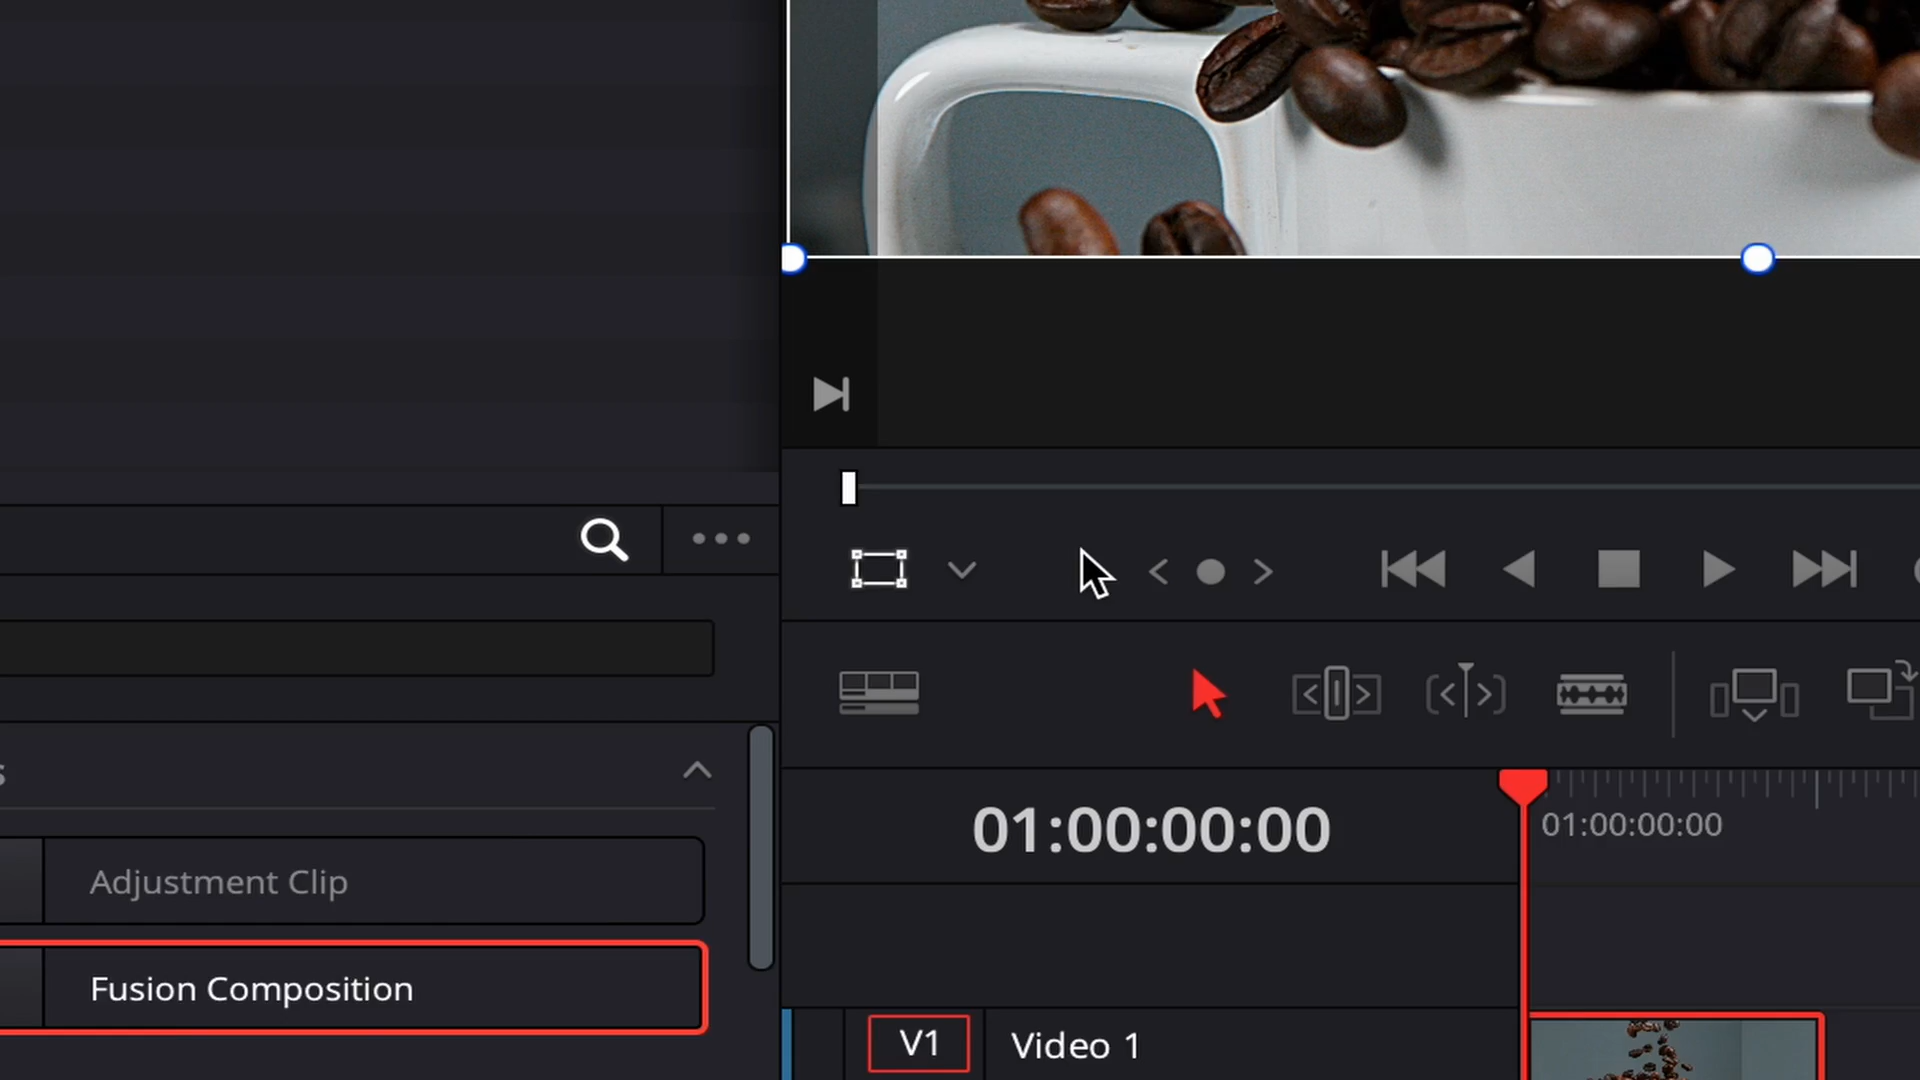 01:00:00:00
01:00:00:00
Adjustment Clip
Fusion Composition
V1
Video 1